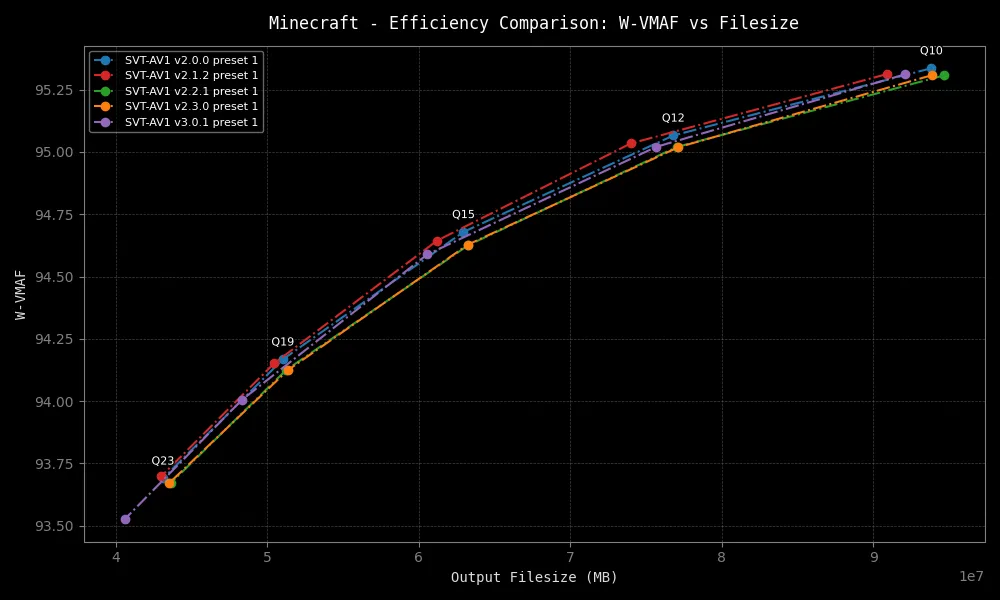 Minecraft - Efficiency Comparison: W-VMAF vs Filesize
SVT-AV1 v2.0.0 preset 1
SVT-AV1 v2.1.2 preset 1
SVT-AV1 v2.2.1 preset 1
SVT-AV1 v2.3.0 preset 1
SVT-AV1 v3.0.1 preset 1
Q10
Q12
Q15
Q19
Q23
W-VMAF
95.25
95.00
94.75
94.50
94.25
94.00
93.75
93.50
4 5 6 7 8 9
1e7
Output Filesize (MB)